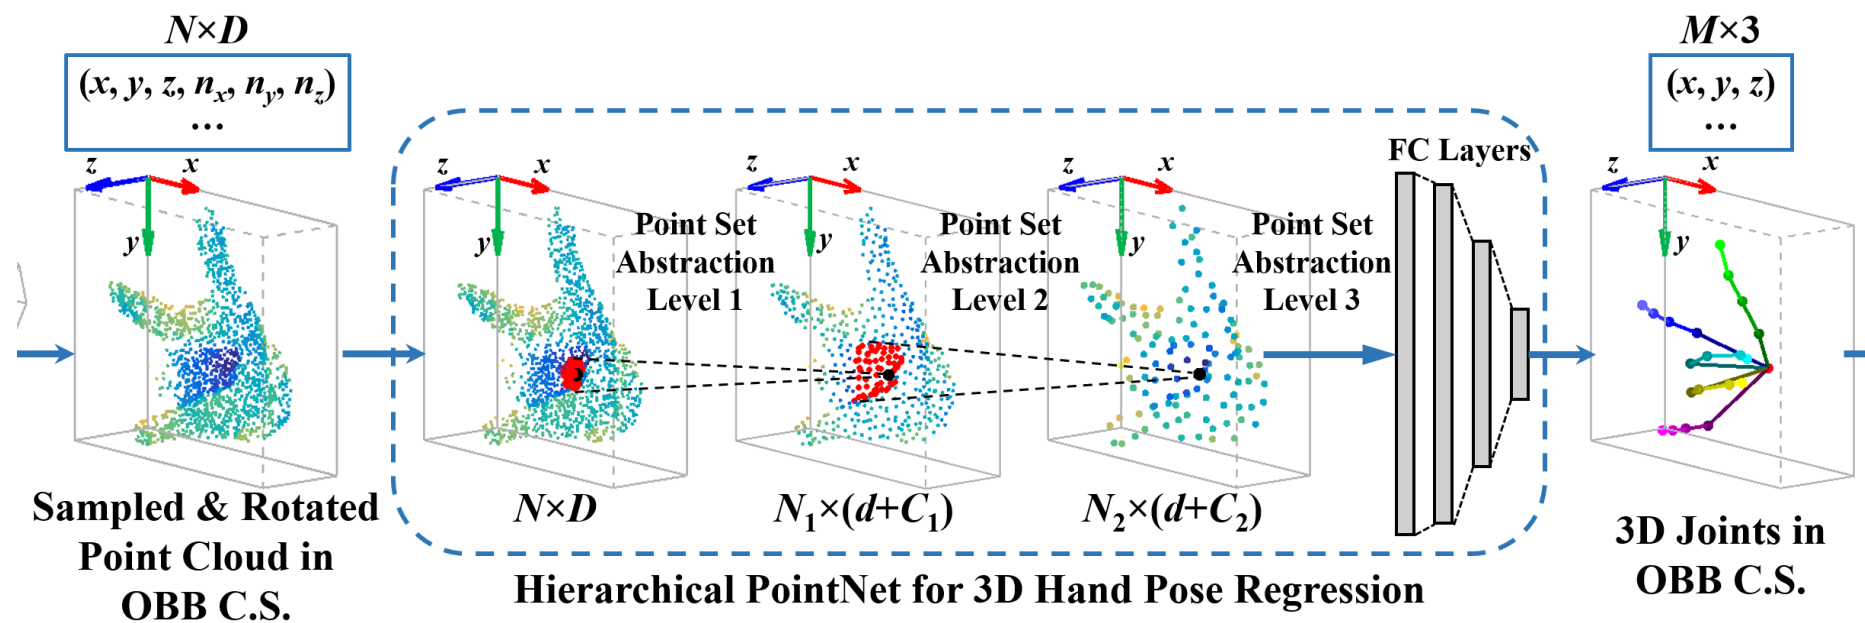 N×D
(x, y, z, nx, ny, nz)
...
z
x
y
Sampled & Rotated
Point Cloud in
OBB C.S.
z
x
y
N×D
Point Set
Abstraction
Level 1
z
x
y
N1×(d+C1)
Point Set
Abstraction
Level 2
z
x
y
N2×(d+C2)
Point Set
Abstraction
Level 3
FC Layers
Hierarchical PointNet for 3D Hand Pose Regression
M×3
(x, y, z)
...
z
x
y
3D Joints in
OBB C.S.